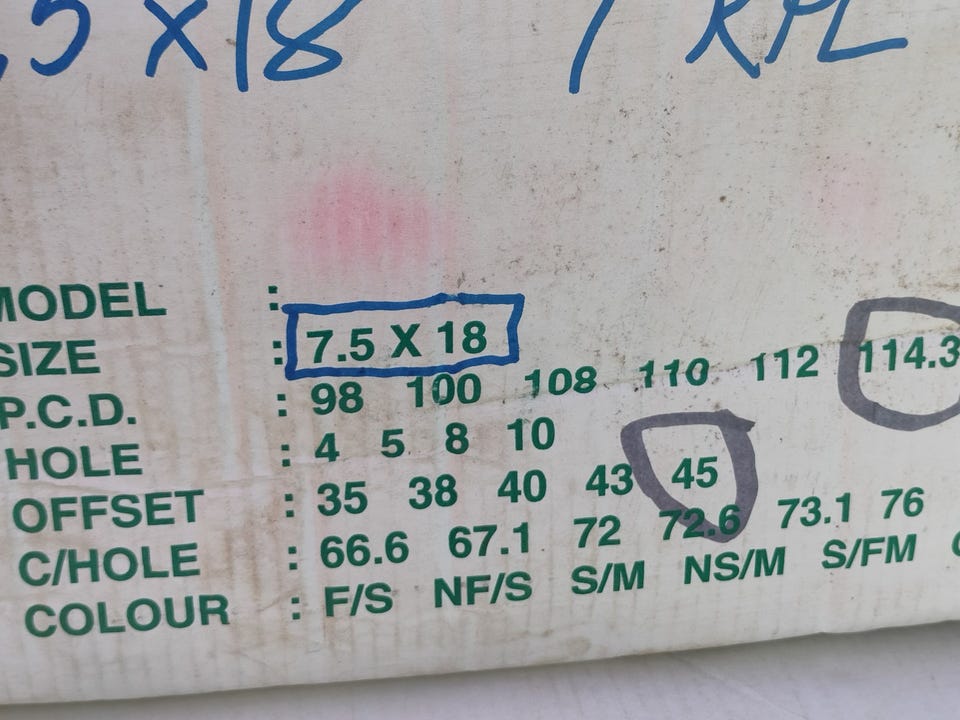 .5 x 18
MODEL :
SIZE : 7.5 X 18
P.C.D. : 98 100 108 110 112 114.3
HOLE : 4 5 8 10
OFFSET : 35 38 40 43 45
C/HOLE : 66.6 67.1 72 72.6 73.1 76
COLOUR : F/S NF/S S/M NS/M S/FM